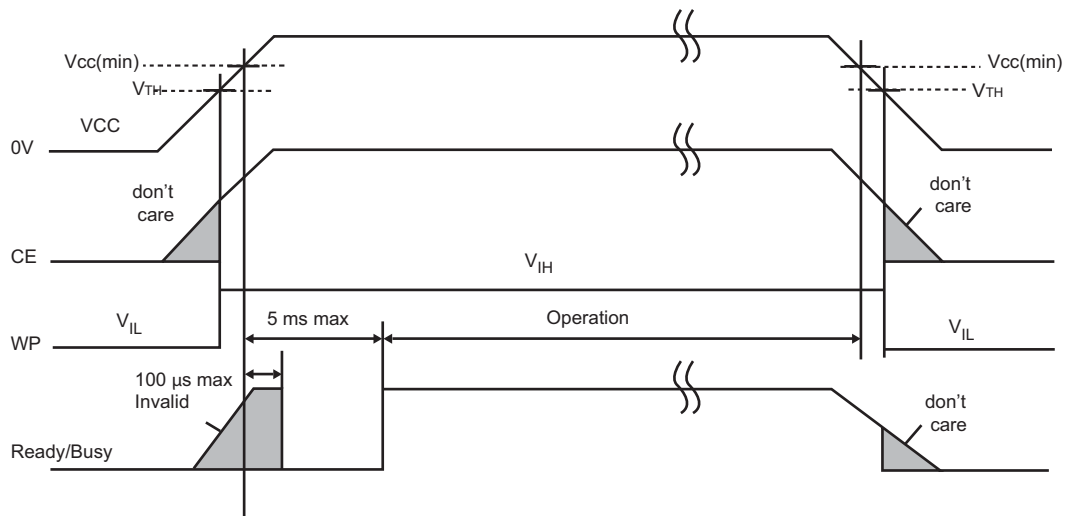 Vcc(min)
VTH
VCC
0V
Vcc(min)
VTH
don't
care
don't
care
CE
VIH
VIL
WP
5 ms max
Operation
VIL
100 µs max
Invalid
don't
care
Ready/Busy